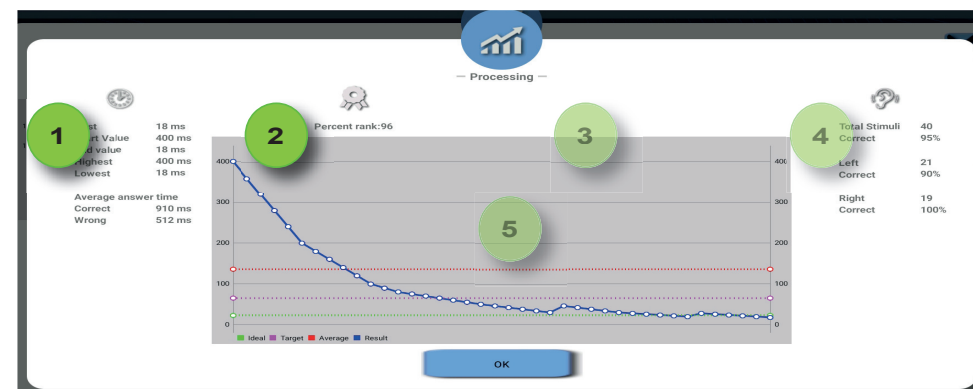 — Processing —
1
18 ms
Value 400 ms
value 18 ms
Highest 400 ms
Lowest 18 ms
Average answer time
Correct 910 ms
Wrong 512 ms
2
Percent rank:96
3
4
Total Stimuli 40
Correct 95%
Left 21
Correct 90%
Right 19
Correct 100%
400 400
300 300
5
200 200
100 100
0 0
Ideal Target Average Result
OK